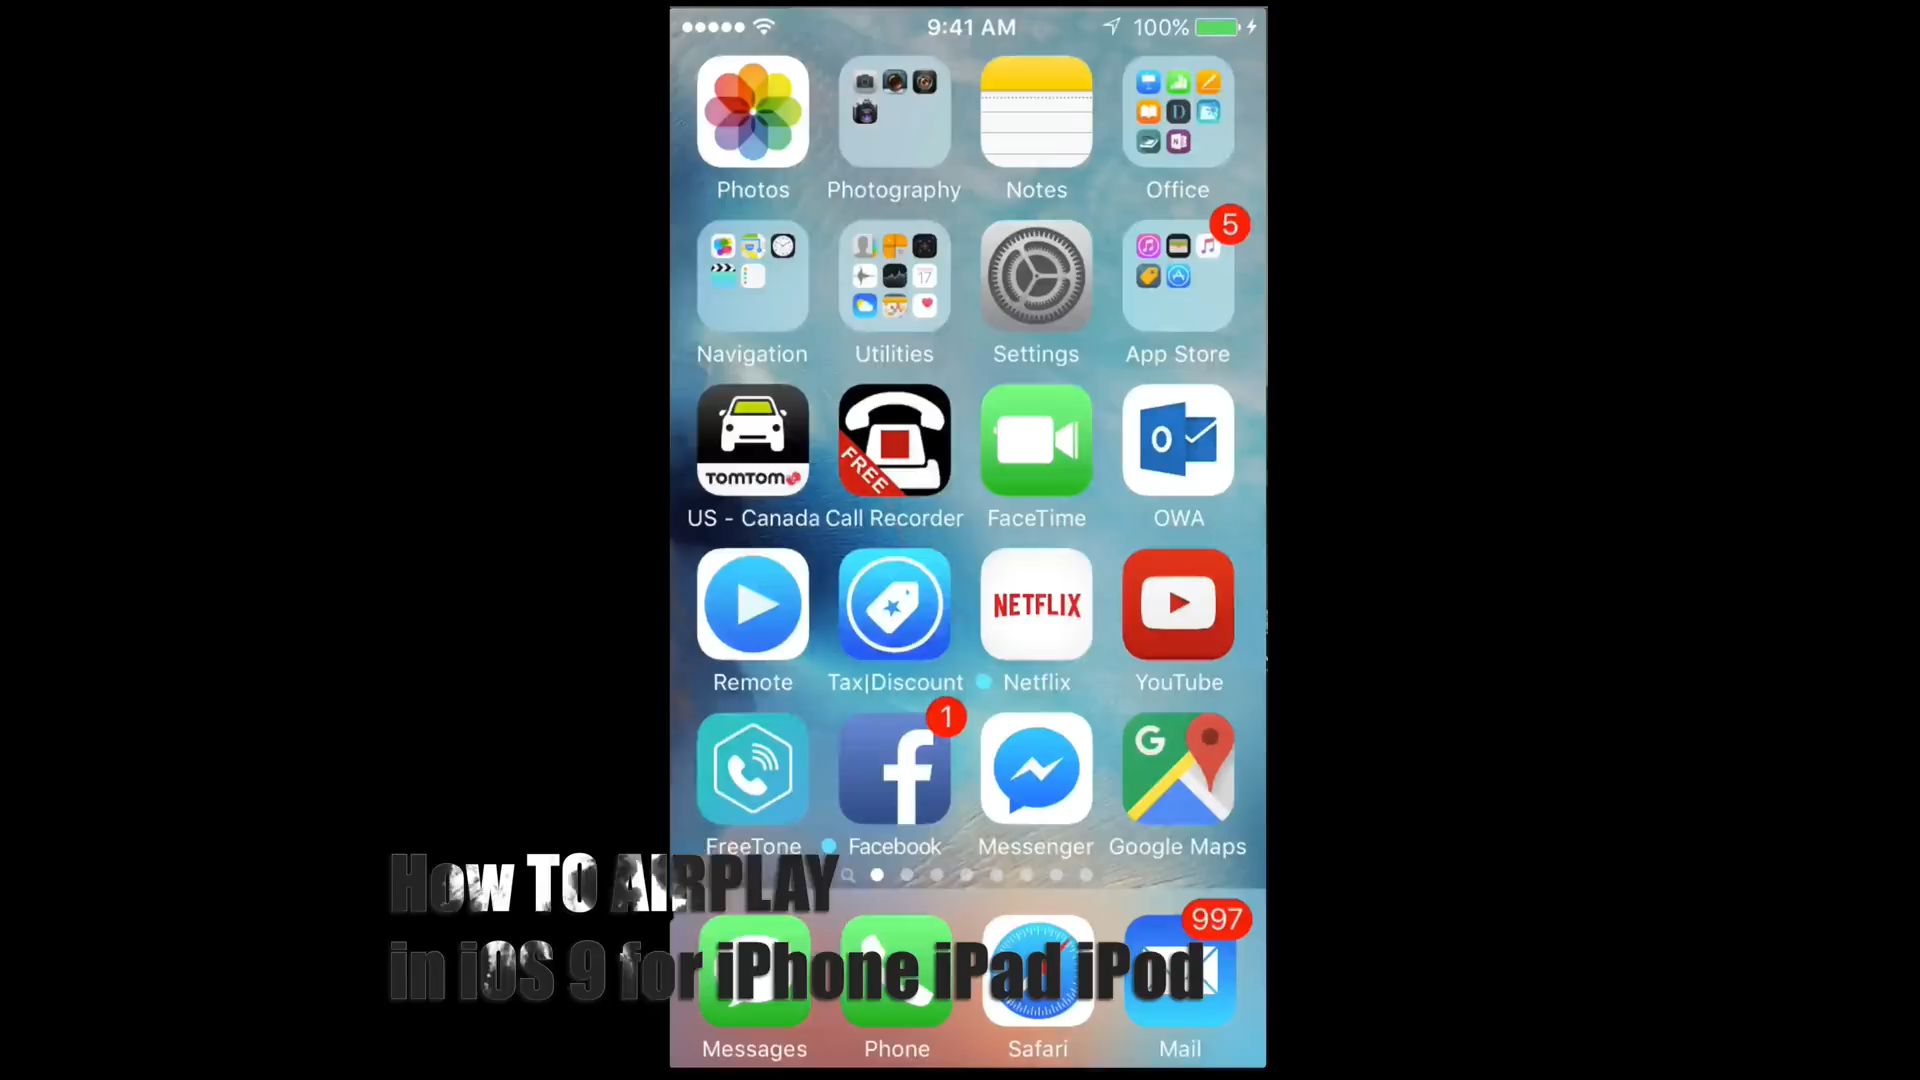 9:41 AM 100%
Photos Photography Notes Office
5
17
Navigation Utilities Settings App Store
TOMTOM FREE O
US - Canada Call Recorder FaceTime OWA
NETFLIX
Remote Tax|Discount Netflix YouTube
1
f G
FreeTone Facebook Messenger Google Maps
How TO AIRPLAY
997
in iOS 9 for iPhone iPad iPod
Messages Phone Safari Mail